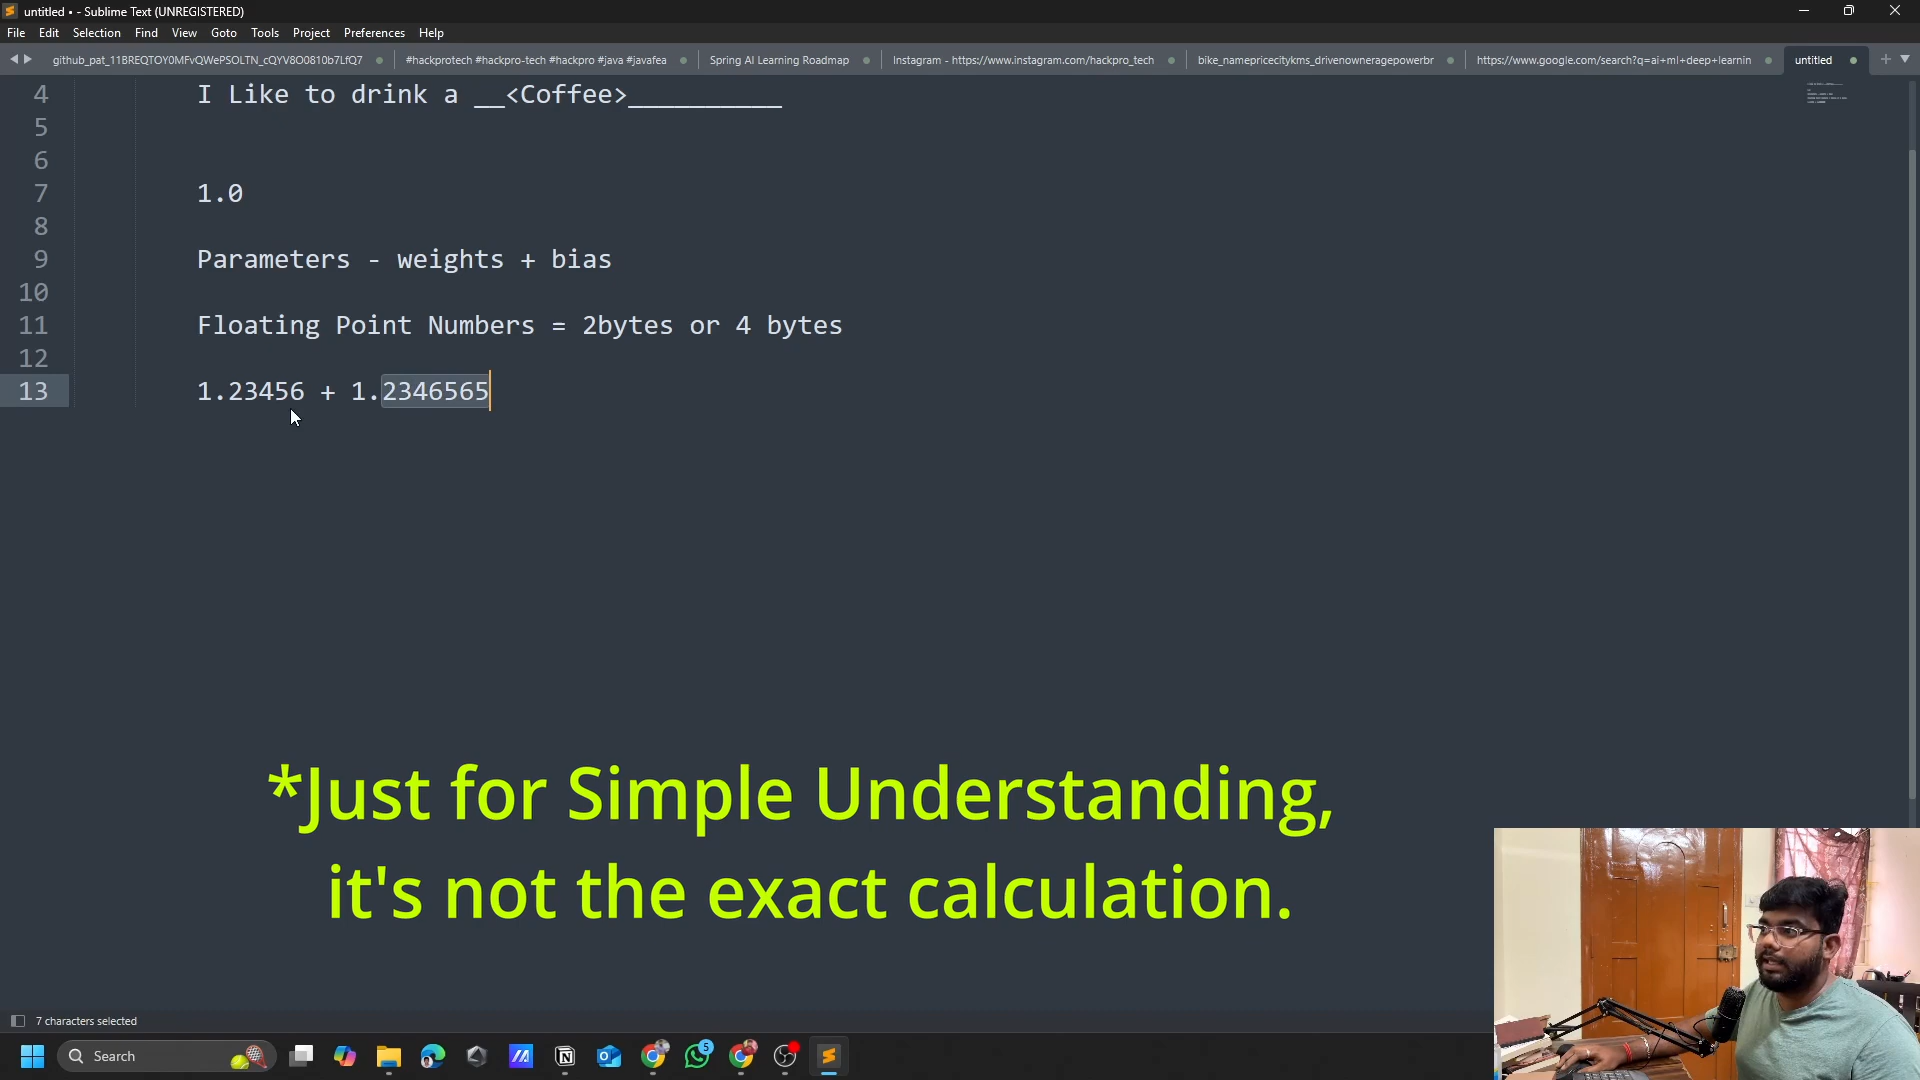 untitled • - Sublime Text (UNREGISTERED)
File Edit Selection Find View Goto Tools Project Preferences Help
github_pat_11BREQTOY0MFvQWePSOLTN_cQYV8O0810b7LfQ7 #hackprotech #hackpro-tech #hackpro #java #javafea Spring AI Learning Roadmap Instagram - https://www.instagram.com/hackpro_tech bike_namepricecitykms_drivenowneragepowerbr https://www.google.com/search?q=ai+ml+deep+learnin untitled
4 I Like to drink a __<Coffee>__________
5
6
7 1.0
8
9 Parameters - weights + bias
10
11 Floating Point Numbers = 2bytes or 4 bytes
12
13 1.23456 + 1.2346565
*Just for Simple Understanding,
it's not the exact calculation.
7 characters selected
Search
5